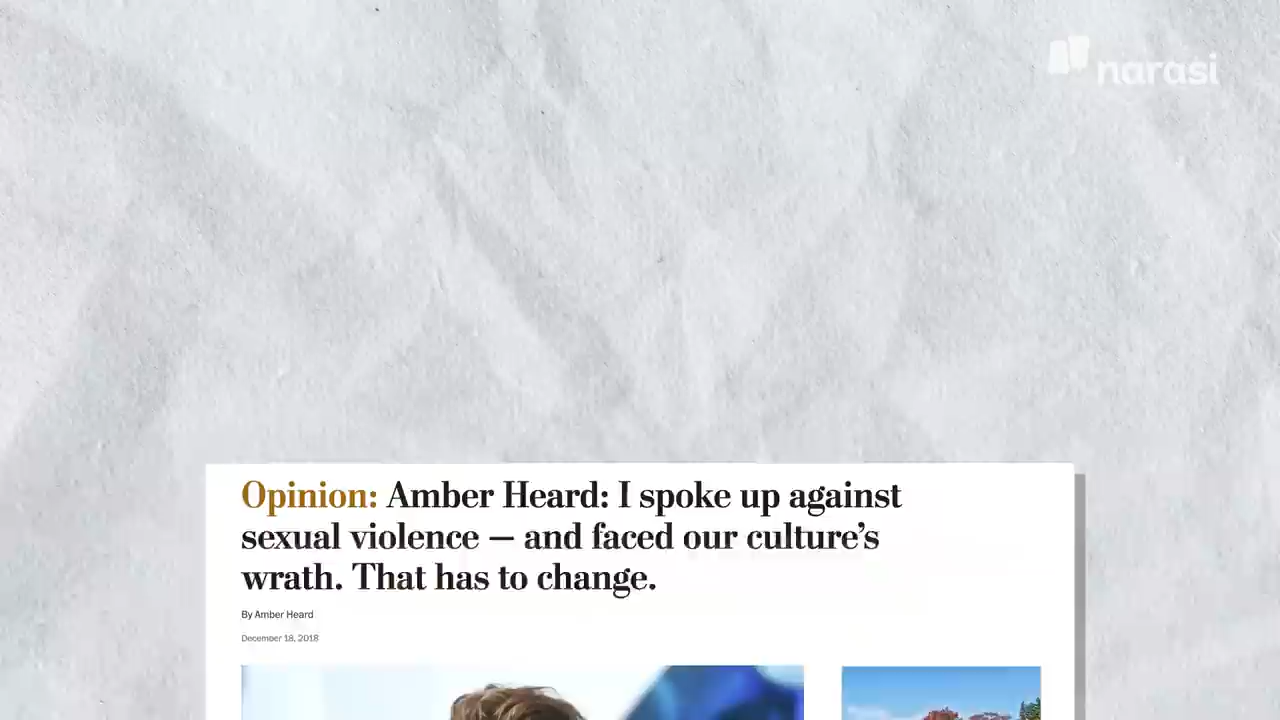 narasi
Opinion: Amber Heard: I spoke up against
sexual violence — and faced our culture’s
wrath. That has to change.
By Amber Heard
December 18, 2018